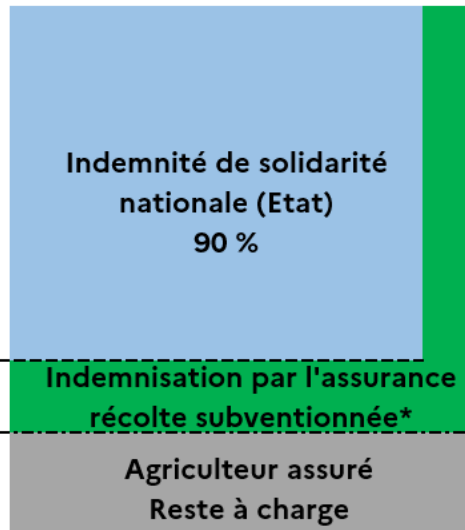 Indemnité de solidarité
nationale (Etat)
90 %
Indemnisation par l'assurance
récolte subventionnée*
Agriculteur assuré
Reste à charge